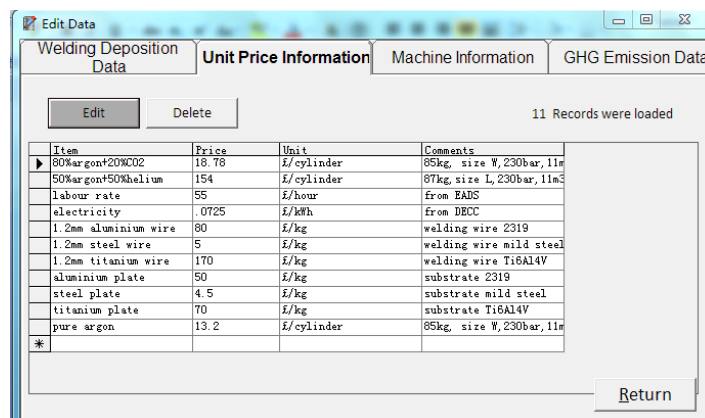 Edit Data
Welding Deposition Data Unit Price Information Machine Information GHG Emission Data
Edit Delete 11 Records were loaded
Item Price Unit Comments
80%argon+20%CO2 18.78 £/cylinder 85kg, size W,230bar,11m
50%argon+50%helium 154 £/cylinder 87kg,size L,230bar,11m3
labour rate 55 £/hour from EADS
electricity .0725 £/kWh from DECC
1.2mm aluminium wire 80 £/kg welding wire 2319
1.2mm steel wire 5 £/kg welding wire mild steel
1.2mm titanium wire 170 £/kg welding wire Ti6Al4V
aluminium plate 50 £/kg substrate 2319
steel plate 4.5 £/kg substrate mild steel
titanium plate 70 £/kg substrate Ti6Al4V
pure argon 13.2 £/cylinder 85kg, size W,230bar,11m
Return